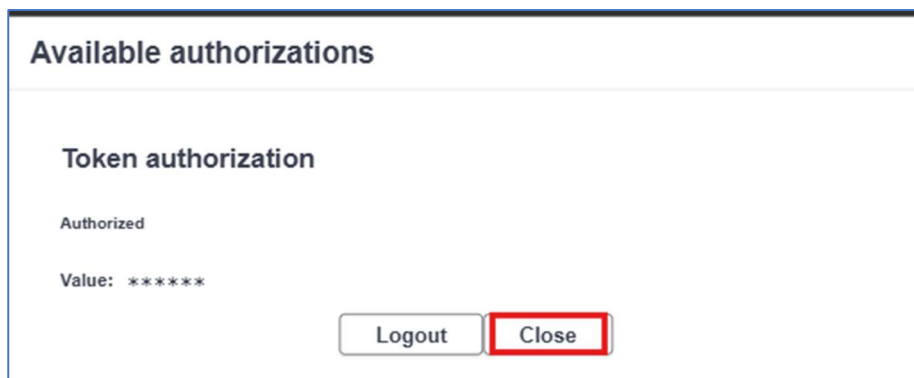 Available authorizations
Token authorization
Authorized
Value: ******
Logout Close